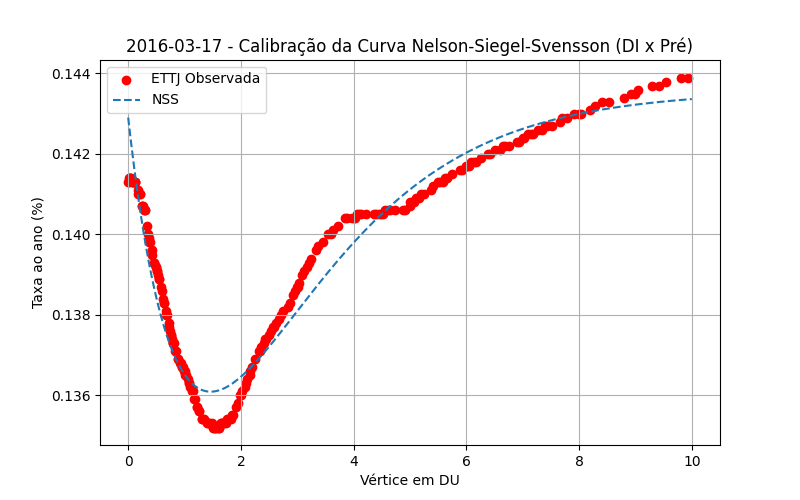 2016-03-17 - Calibração da Curva Nelson-Siegel-Svensson (DI x Pré)
ETTJ Observada
NSS
Taxa ao ano (%)
0.144
0.142
0.140
0.138
0.136
0 2 4 6 8 10
Vértice em DU